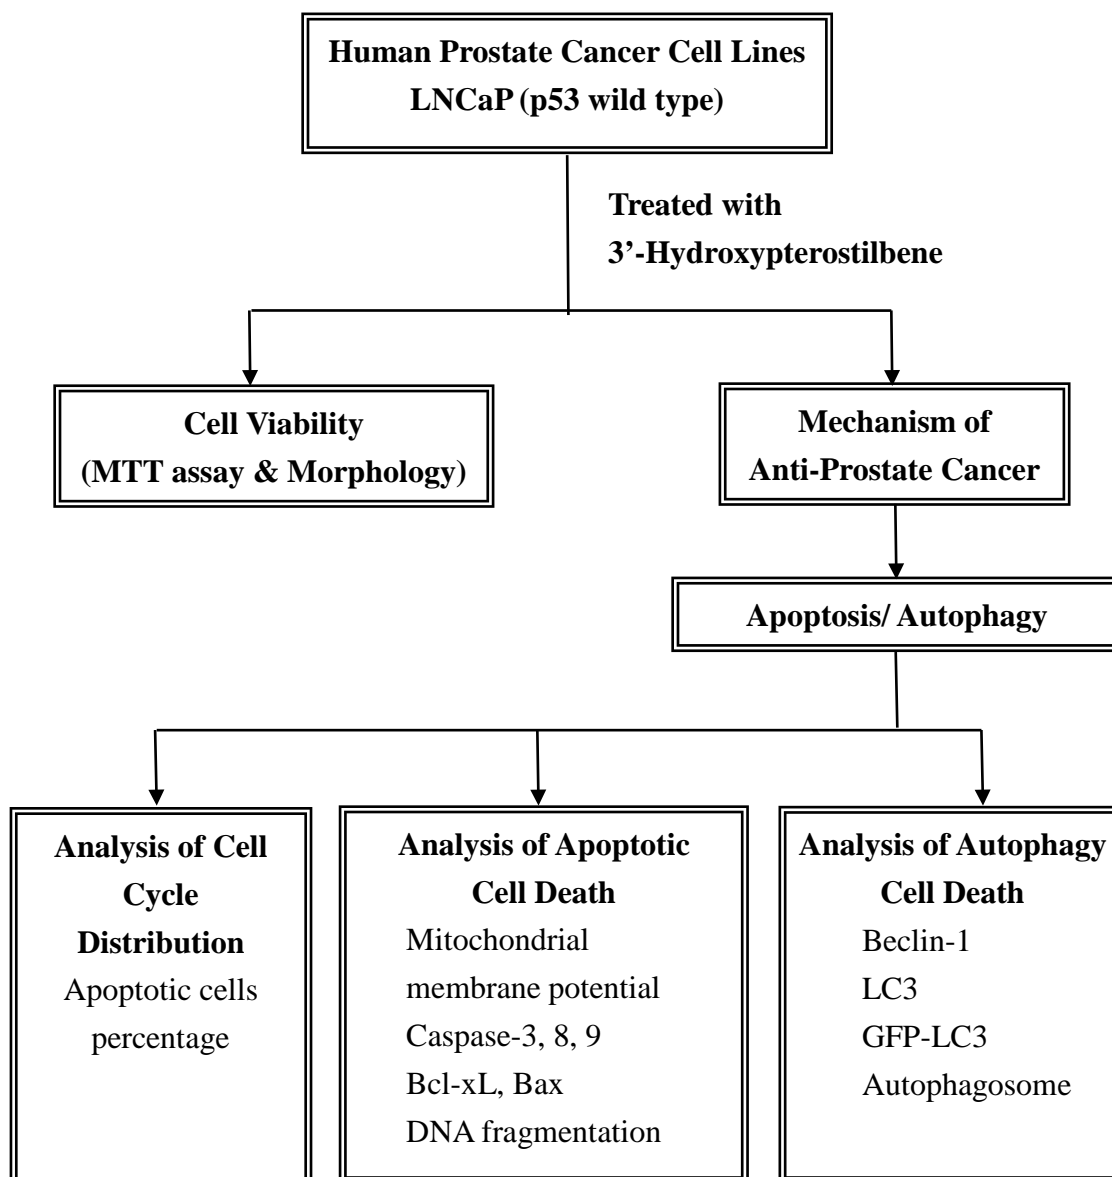 Human Prostate Cancer Cell Lines
LNCaP (p53 wild type)
Treated with
3’-Hydroxypterostilbene
Cell Viability
(MTT assay & Morphology)
Mechanism of
Anti-Prostate Cancer
Apoptosis/ Autophagy
Analysis of Cell
Cycle
Distribution
Apoptotic cells
percentage
Analysis of Apoptotic
Cell Death
Mitochondrial
membrane potential
Caspase-3, 8, 9
Bcl-xL, Bax
DNA fragmentation
Analysis of Autophagy
Cell Death
Beclin-1
LC3
GFP-LC3
Autophagosome